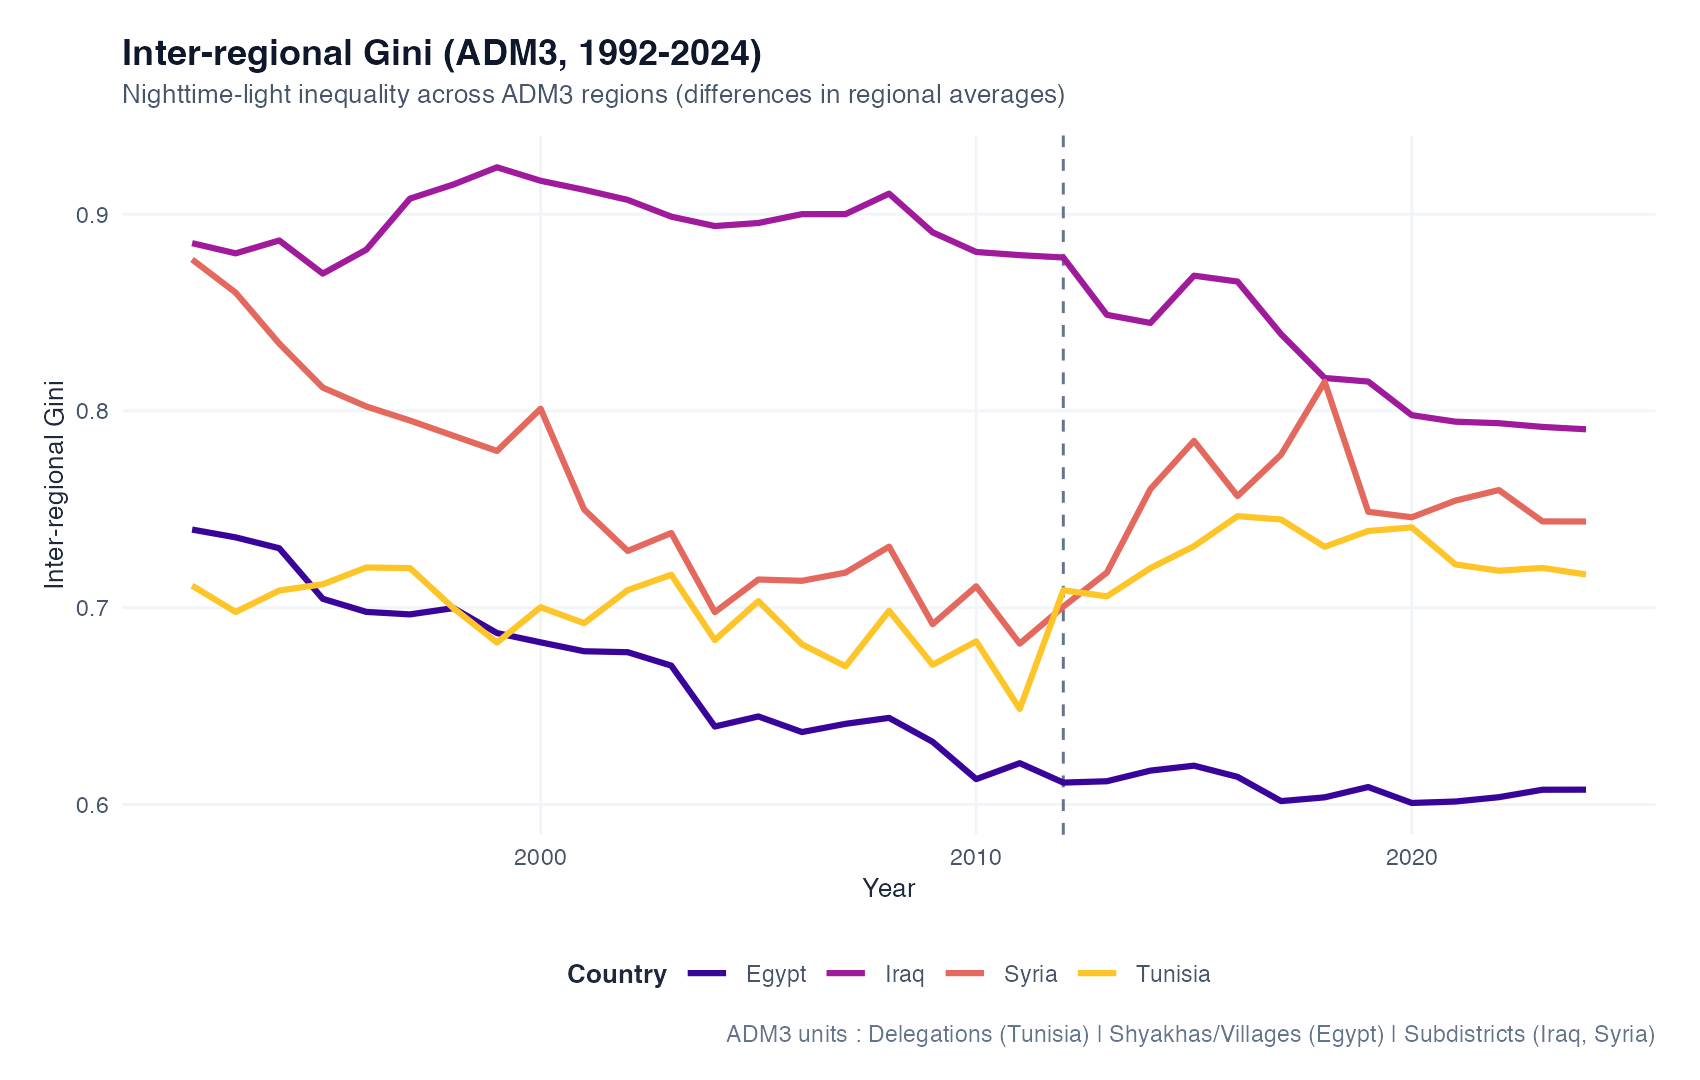 Inter-regional Gini (ADM3, 1992-2024)
Nighttime-light inequality across ADM3 regions (differences in regional averages)
Inter-regional Gini
0.9
0.8
0.7
0.6
2000 2010 2020
Year
Country Egypt Iraq Syria Tunisia
ADM3 units : Delegations (Tunisia) | Shyakhas/Villages (Egypt) | Subdistricts (Iraq, Syria)